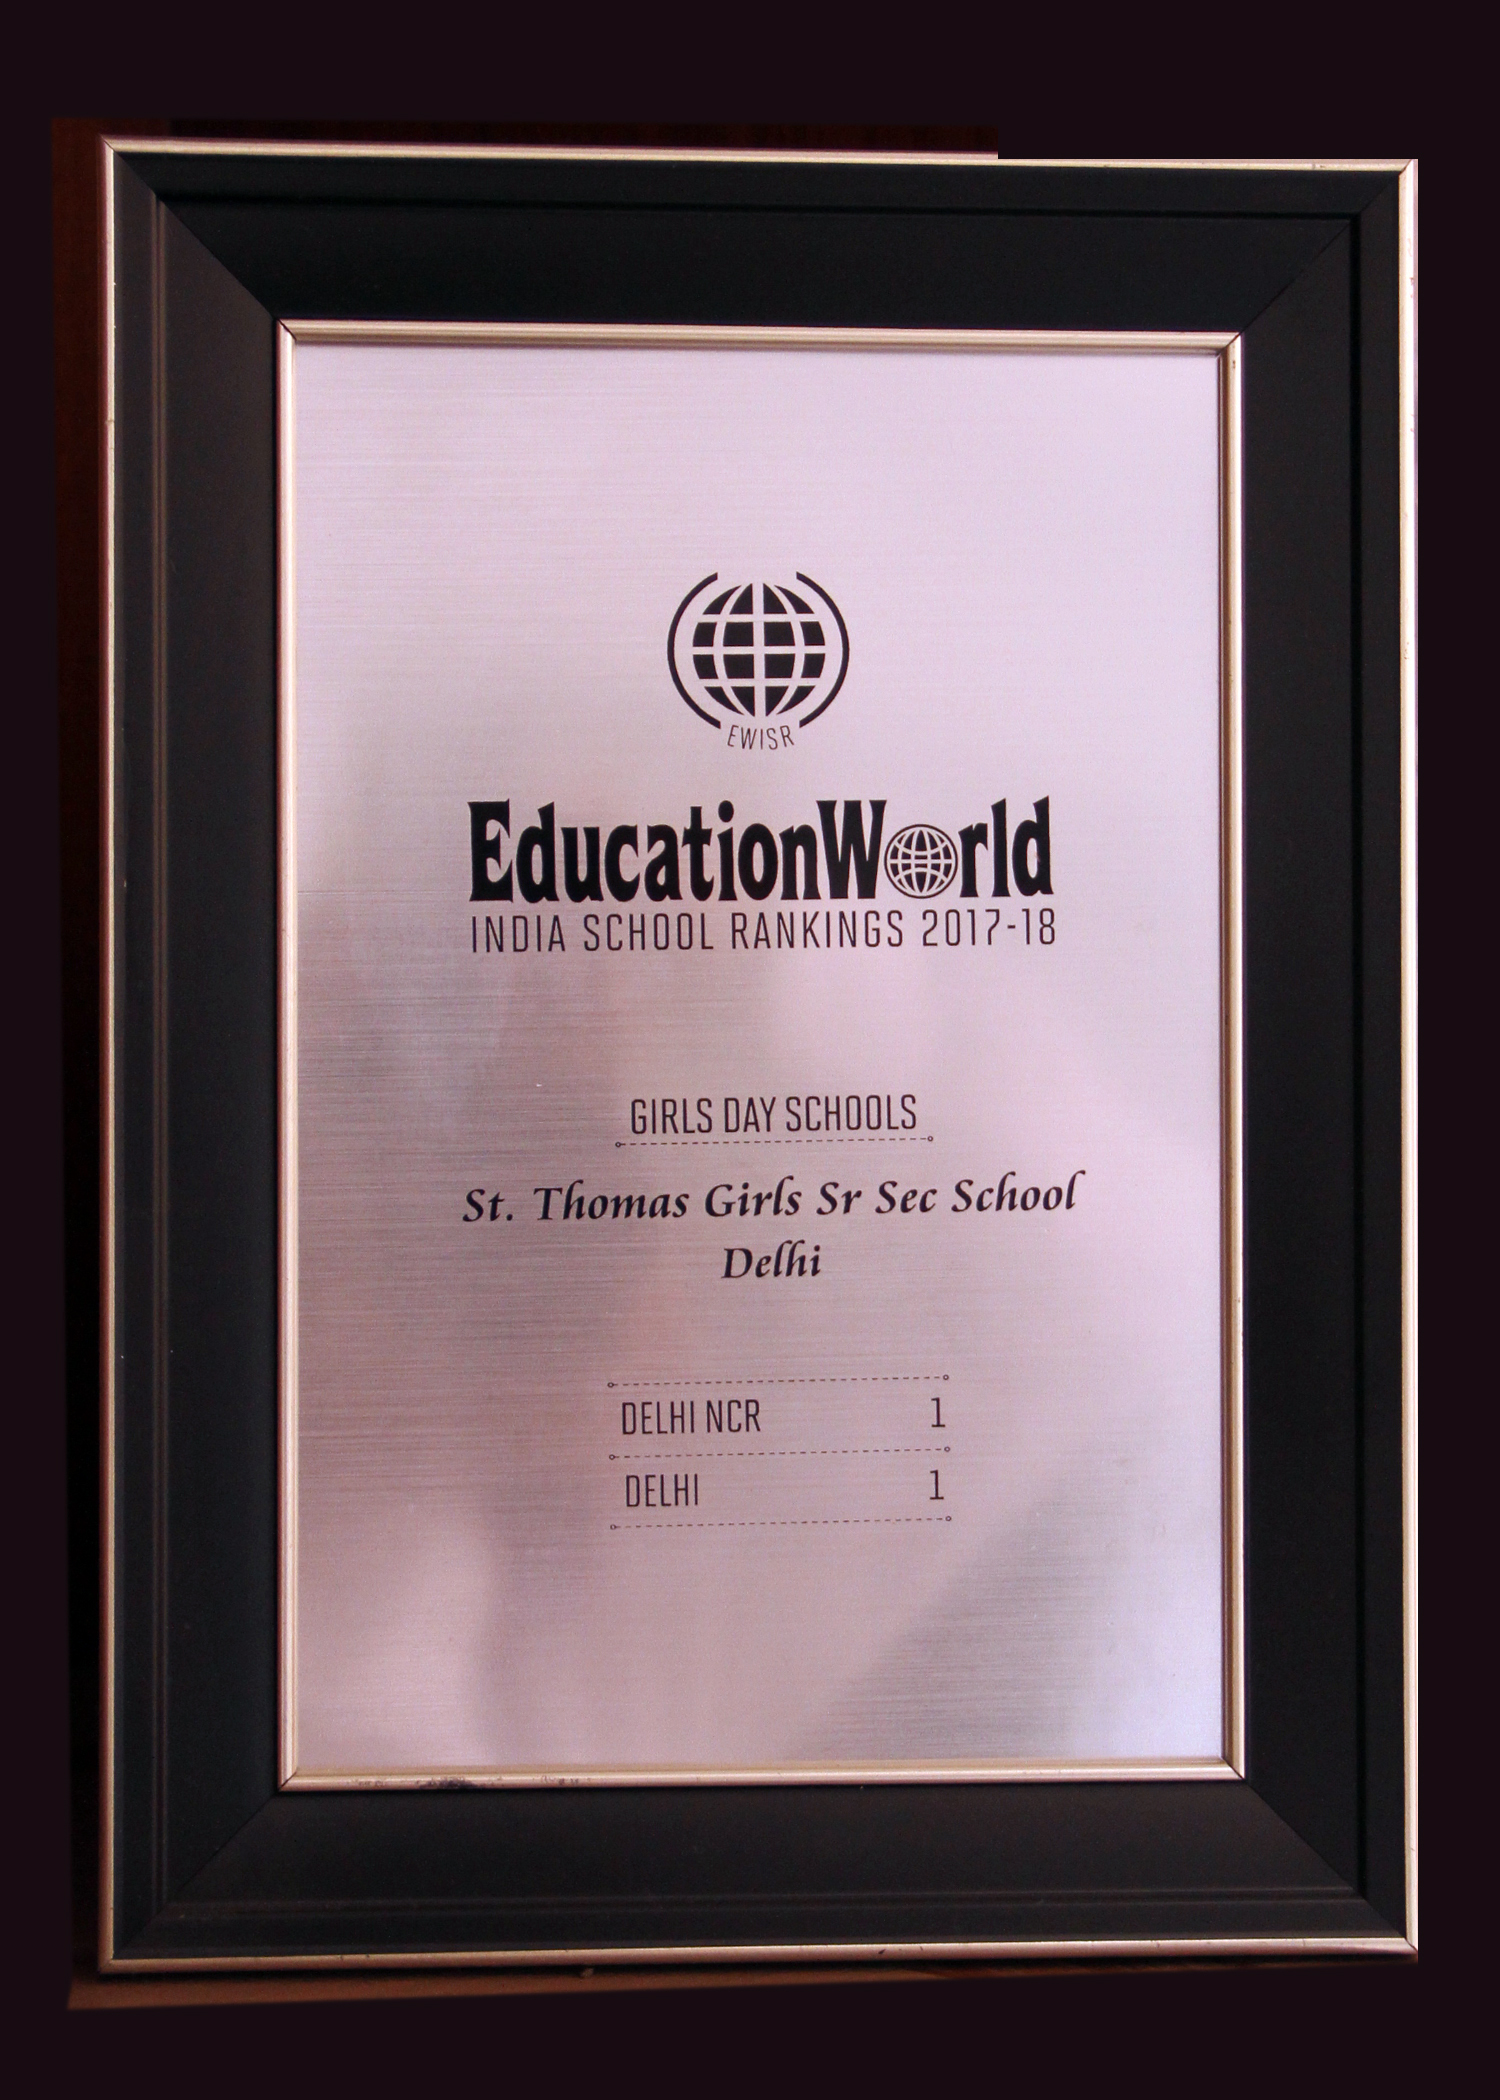 EWISR
EducationWorld
INDIA SCHOOL RANKINGS 2017-18
GIRLS DAY SCHOOLS
St. Thomas Girls Sr Sec School
Delhi
DELHI NCR 1
DELHI 1